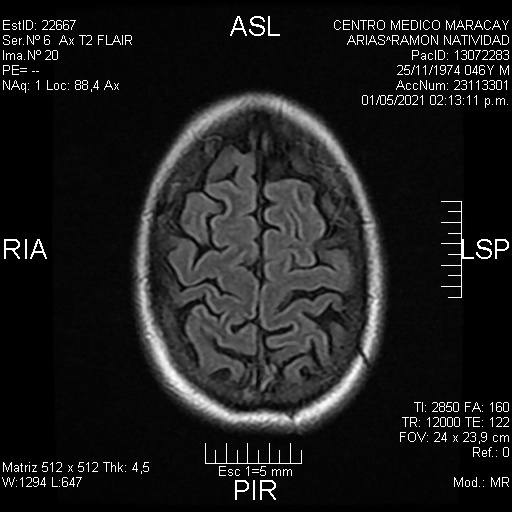 EstID: 22667
Ser.Nº 6 Ax T2 FLAIR
Ima.Nº 20
PE= --
NAq: 1 Loc: 88,4 Ax
ASL
CENTRO MEDICO MARACAY
ARIAS^RAMON NATIVIDAD
PacID: 13072283
25/11/1974 046Y M
AccNum: 23113301
01/05/2021 02:13:11 p.m.
RIA
LSP
TI: 2850 FA: 160
TR: 12000 TE: 122
FOV: 24 x 23,9 cm
Ref.: 0
Mod.: MR
Matriz 512 x 512 Thk: 4,5
W:1294 L:647
Esc 1=5 mm
PIR